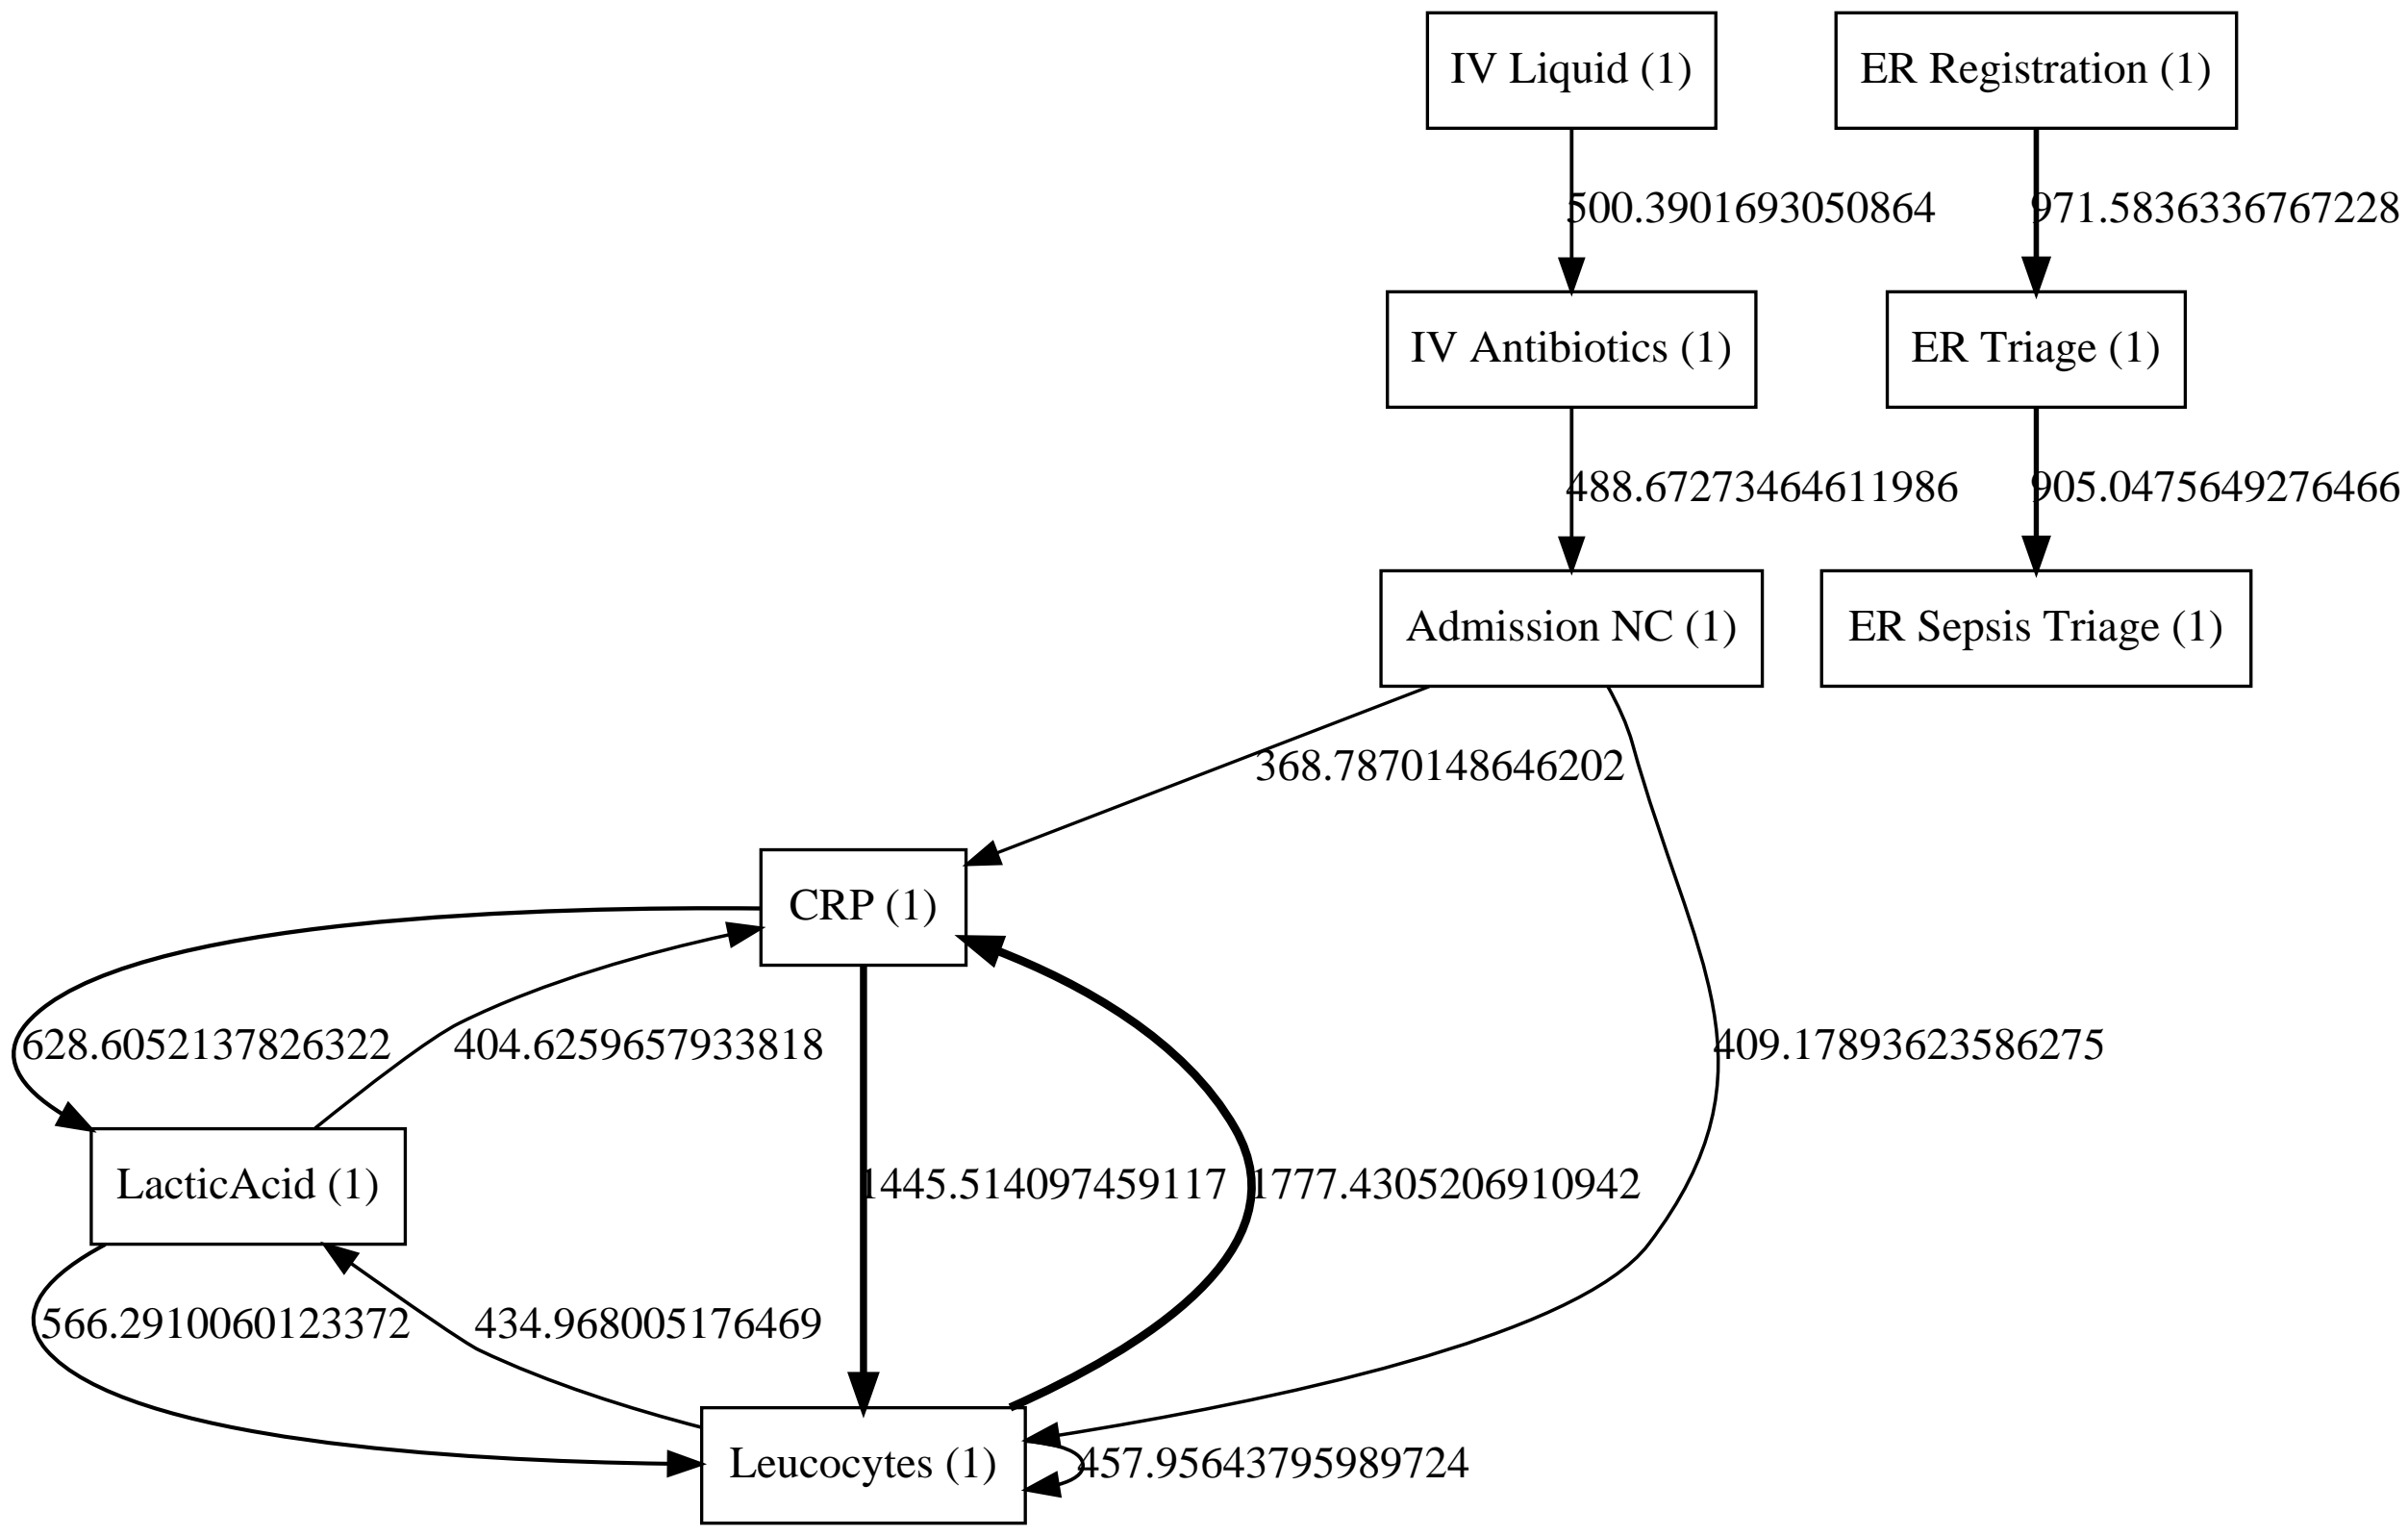 IV Liquid (1)
ER Registration (1)
500.3901693050864
971.5836336767228
IV Antibiotics (1)
ER Triage (1)
488.67273464611986
905.0475649276466
Admission NC (1)
ER Sepsis Triage (1)
368.7870148646202
CRP (1)
628.6052137826322
404.6259657933818
409.17893623586275
LacticAcid (1)
1445.514097459117
1777.4305206910942
566.2910060123372
434.968005176469
Leucocytes (1)
457.95643795989724